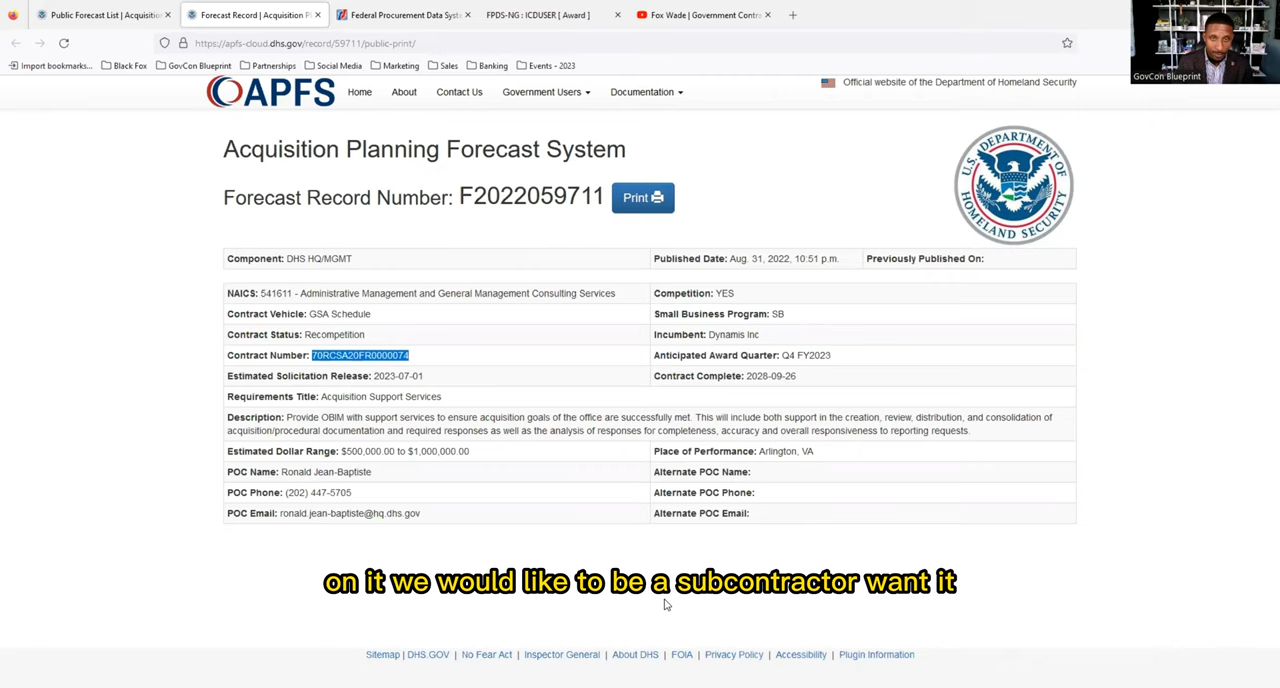 Public Forecast List | Acquisition
Forecast Record | Acquisition Pl
Federal Procurement Data Syste
FPDS-NG : ICDUSER [ Award ]
Fox Wade | Government Contra
https://apfs-cloud.dhs.gov/record/59711/public-print/
Import bookmarks... Black Fox GovCon Blueprint Partnerships Social Media Marketing Sales Banking Events - 2023
GovCon Blueprint
APFS Home About Contact Us Government Users Documentation
Official website of the Department of Homeland Security
Acquisition Planning Forecast System
Forecast Record Number: F2022059711 Print
U.S. DEPARTMENT OF HOMELAND SECURITY
Component: DHS HQ/MGMT Published Date: Aug. 31, 2022, 10:51 p.m. Previously Published On:
NAICS: 541611 - Administrative Management and General Management Consulting Services Competition: YES
Contract Vehicle: GSA Schedule Small Business Program: SB
Contract Status: Recompetition Incumbent: Dynamis Inc
Contract Number: 70RCSA20FR0000074 Anticipated Award Quarter: Q4 FY2023
Estimated Solicitation Release: 2023-07-01 Contract Complete: 2028-09-26
Requirements Title: Acquisition Support Services
Description: Provide OBIM with support services to ensure acquisition goals of the office are successfully met. This will include both support in the creation, review, distribution, and consolidation of
acquisition/procedural documentation and required responses as well as the analysis of responses for completeness, accuracy and overall responsiveness to reporting requests.
Estimated Dollar Range: $500,000.00 to $1,000,000.00 Place of Performance: Arlington, VA
POC Name: Ronald Jean-Baptiste Alternate POC Name:
POC Phone: (202) 447-5705 Alternate POC Phone:
POC Email: ronald.jean-baptiste@hq.dhs.gov Alternate POC Email:
on it we would like to be a subcontractor want it
Sitemap | DHS.GOV | No Fear Act | Inspector General | About DHS | FOIA | Privacy Policy | Accessibility | Plugin Information